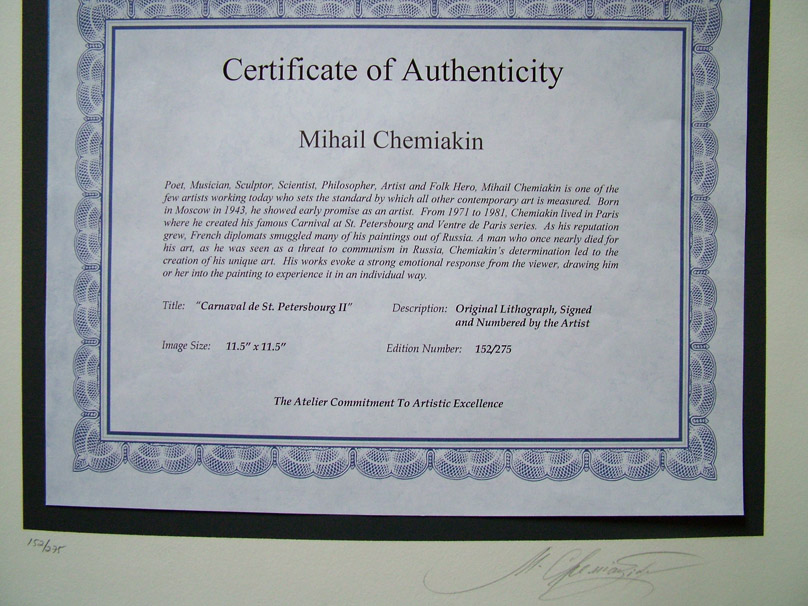 Certificate of Authenticity
Mihail Chemiakin
Poet, Musician, Sculptor, Scientist, Philosopher, Artist and Folk Hero, Mihail Chemiakin is one of the
few artists working today who sets the standard by which all other contemporary art is measured. Born
in Moscow in 1943, he showed early promise as an artist. From 1971 to 1981, Chemiakin lived in Paris
where he created his famous Carnival at St. Petersbourg and Ventre de Paris series. As his reputation
grew, French diplomats smuggled many of his paintings out of Russia. A man who once nearly died for
his art, as he was seen as a threat to communism in Russia, Chemiakin's determination led to the
creation of his unique art. His works evoke a strong emotional response from the viewer, drawing him
or her into the painting to experience it in an individual way.
Title: "Carnaval de St. Petersbourg II" Description: Original Lithograph, Signed
and Numbered by the Artist
Image Size: 11.5" x 11.5" Edition Number: 152/275
The Atelier Commitment To Artistic Excellence
152/275 M. Chemiakin